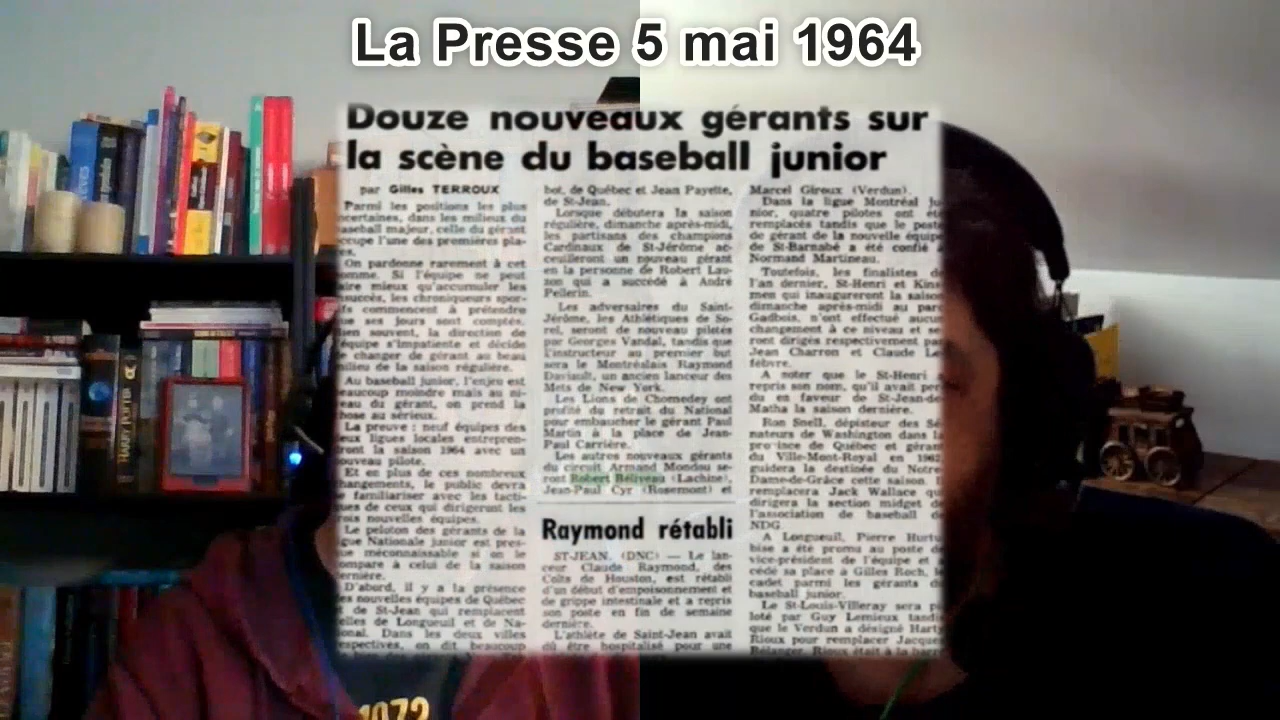 La Presse 5 mai 1964
Douze nouveaux gérants sur
la scène du baseball junior
par Gilles TERROUX
Parmi les positions les plus
incertaines, dans les milieux du
baseball majeur, celle du gérant
occupe l'une des premières pla-
ces.
On pardonne rarement à cet
homme. Si l'équipe ne peut
faire mieux qu'accumuler les
insuccès, les chroniqueurs spor-
tifs commencent à prétendre
que ses jours sont comptés.
Bien souvent, la direction de
l'équipe s'impatiente et décide
de changer de gérant au beau
milieu de la saison régulière.
Au baseball junior, l'enjeu est
beaucoup moindre mais au ni-
veau du gérant, on prend la
chose au sérieux.
La preuve : neuf équipes des
deux ligues locales entrepren-
dront la saison 1964 avec un
nouveau pilote.
Et en plus de ces nombreux
changements, le public devra
se familiariser avec les tacti-
ques de ceux qui dirigeront les
trois nouvelles équipes.
Le peloton des gérants de la
ligue Nationale junior est pres-
que méconnaissable si on le
compare à celui de la saison
dernière.
D'abord, il y a la présence
des nouvelles équipes de Québec
et de St-Jean qui remplacent
celles de Longueuil et de Na-
tional. Dans les deux villes
respectives, on dit beaucoup
bot, de Québec et Jean Payette,
de St-Jean.
Lorsque débutera la saison
régulière, dimanche après-midi,
les partisans des champions
Cardinaux de St-Jérôme ac-
cueilleront un nouveau gérant
en la personne de Robert Lau-
zon qui a succédé à André
Pellerin.
Les adversaires du Saint-
Jérôme, les Athlétiques de So-
rel, seront de nouveau pilotés
par Georges Vandal, tandis que
l'instructeur au premier but
sera le Montréalais Raymond
Daviault, un ancien lanceur des
Mets de New York.
Les Lions de Chomedey ont
profité du retrait du National
pour embaucher le gérant Paul
Martin à la place de Jean-
Paul Carrière.
Les autres nouveaux gérants
du circuit Armand Mondou se-
ront Robert Béliveau (Lachine),
Jean-Paul Cyr (Rosemont) et
Raymond rétabli
ST-JEAN, (DNC) — Le lan-
ceur Claude Raymond, des
Colts de Houston, est rétabli
d'un début d'empoisonnement et
de grippe intestinale et a repris
son poste en fin de semaine
dernière.
L'athlète de Saint-Jean avait
dû être hospitalisé pour une
Marcel Giroux (Verdun).
Dans la ligue Montréal ju-
nior, quatre pilotes ont été
remplacés tandis que le poste
de gérant de la nouvelle équipe
de St-Barnabé a été confié à
Normand Martineau.
Toutefois, les finalistes de
l'an dernier, St-Henri et Kins-
men qui inaugureront la saison
dimanche après-midi au parc
Gadbois, n'ont effectué aucun
changement à ce niveau et se-
ront dirigés respectivement par
Jean Charron et Claude Le-
febvre.
A noter que le St-Henri a
repris son nom, qu'il avait per-
du en faveur de St-Jean-de-
Matha la saison dernière.
Ron Snell, dépisteur des Sé-
nateurs de Washington dans la
province de Québec et gérant
du Ville-Mont-Royal en 1962
guidera la destinée du Notre-
Dame-de-Grâce cette saison. Il
remplacera Jack Wallace qui
dirigera la section midget de
l'association de baseball de
NDG.
A Longueuil, Pierre Hurtu-
bise a été promu au poste de
vice-président de l'équipe et a
cédé sa place à Gilles Roch, le
cadet parmi les gérants du
baseball junior.
Le St-Louis-Villeray sera pi-
loté par Guy Lemieux tandis
que le Verdun a désigné Harty
Rioux pour remplacer Jacques
Bélanger. Rioux était à la barre
HARRY POTTER
1972